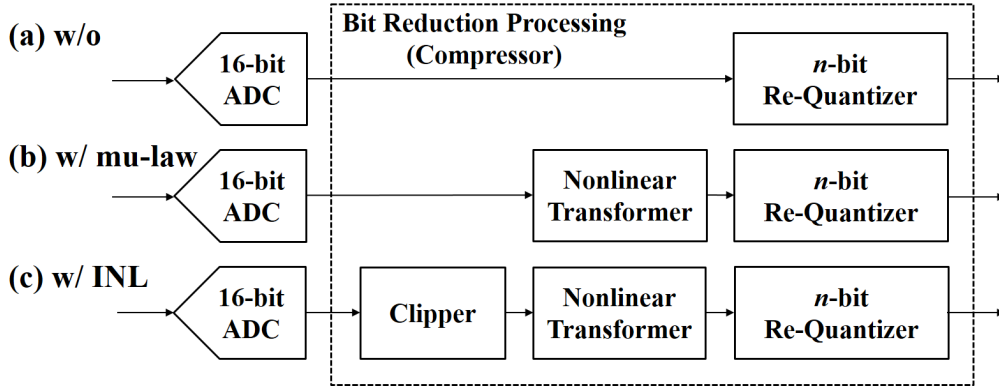 Bit Reduction Processing
(Compressor)
(a) w/o
16-bit
ADC
n-bit
Re-Quantizer
(b) w/ mu-law
16-bit
ADC
Nonlinear
Transformer
n-bit
Re-Quantizer
(c) w/ INL
16-bit
ADC
Clipper
Nonlinear
Transformer
n-bit
Re-Quantizer